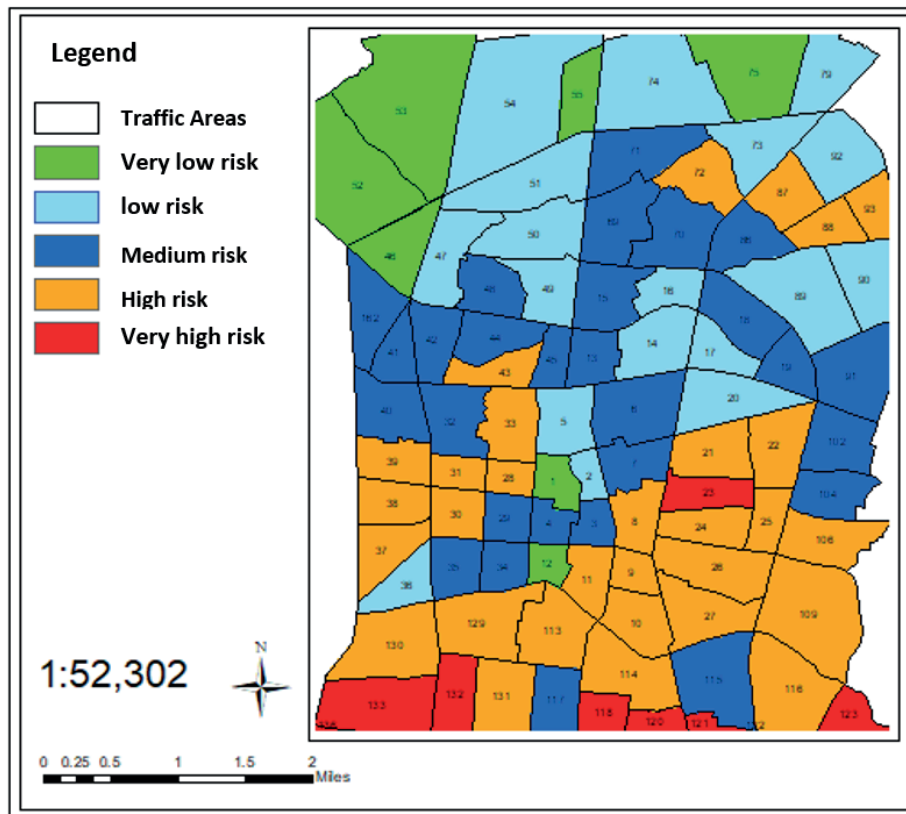 Legend
Traffic Areas
Very low risk
low risk
Medium risk
High risk
Very high risk
N
1:52,302
0 0.25 0.5 1 1.5 2
Miles
53 54 55 74 75 79
52 51 71 72 73 92
87 93
88
46 47 50 69 70 86
48 49 15 16 89 90
162 41 42 44 45 13 14 17 18 19 91
43
40 32 33 5 6 20
39 31 28 1 2 7 21 22 102
38 30 29 4 3 8 23 24 25 104
37 36 35 34 12 11 9 26 106
129 113 10 27 109
130 114 115 116
133 132 131 117 118 120 121 123